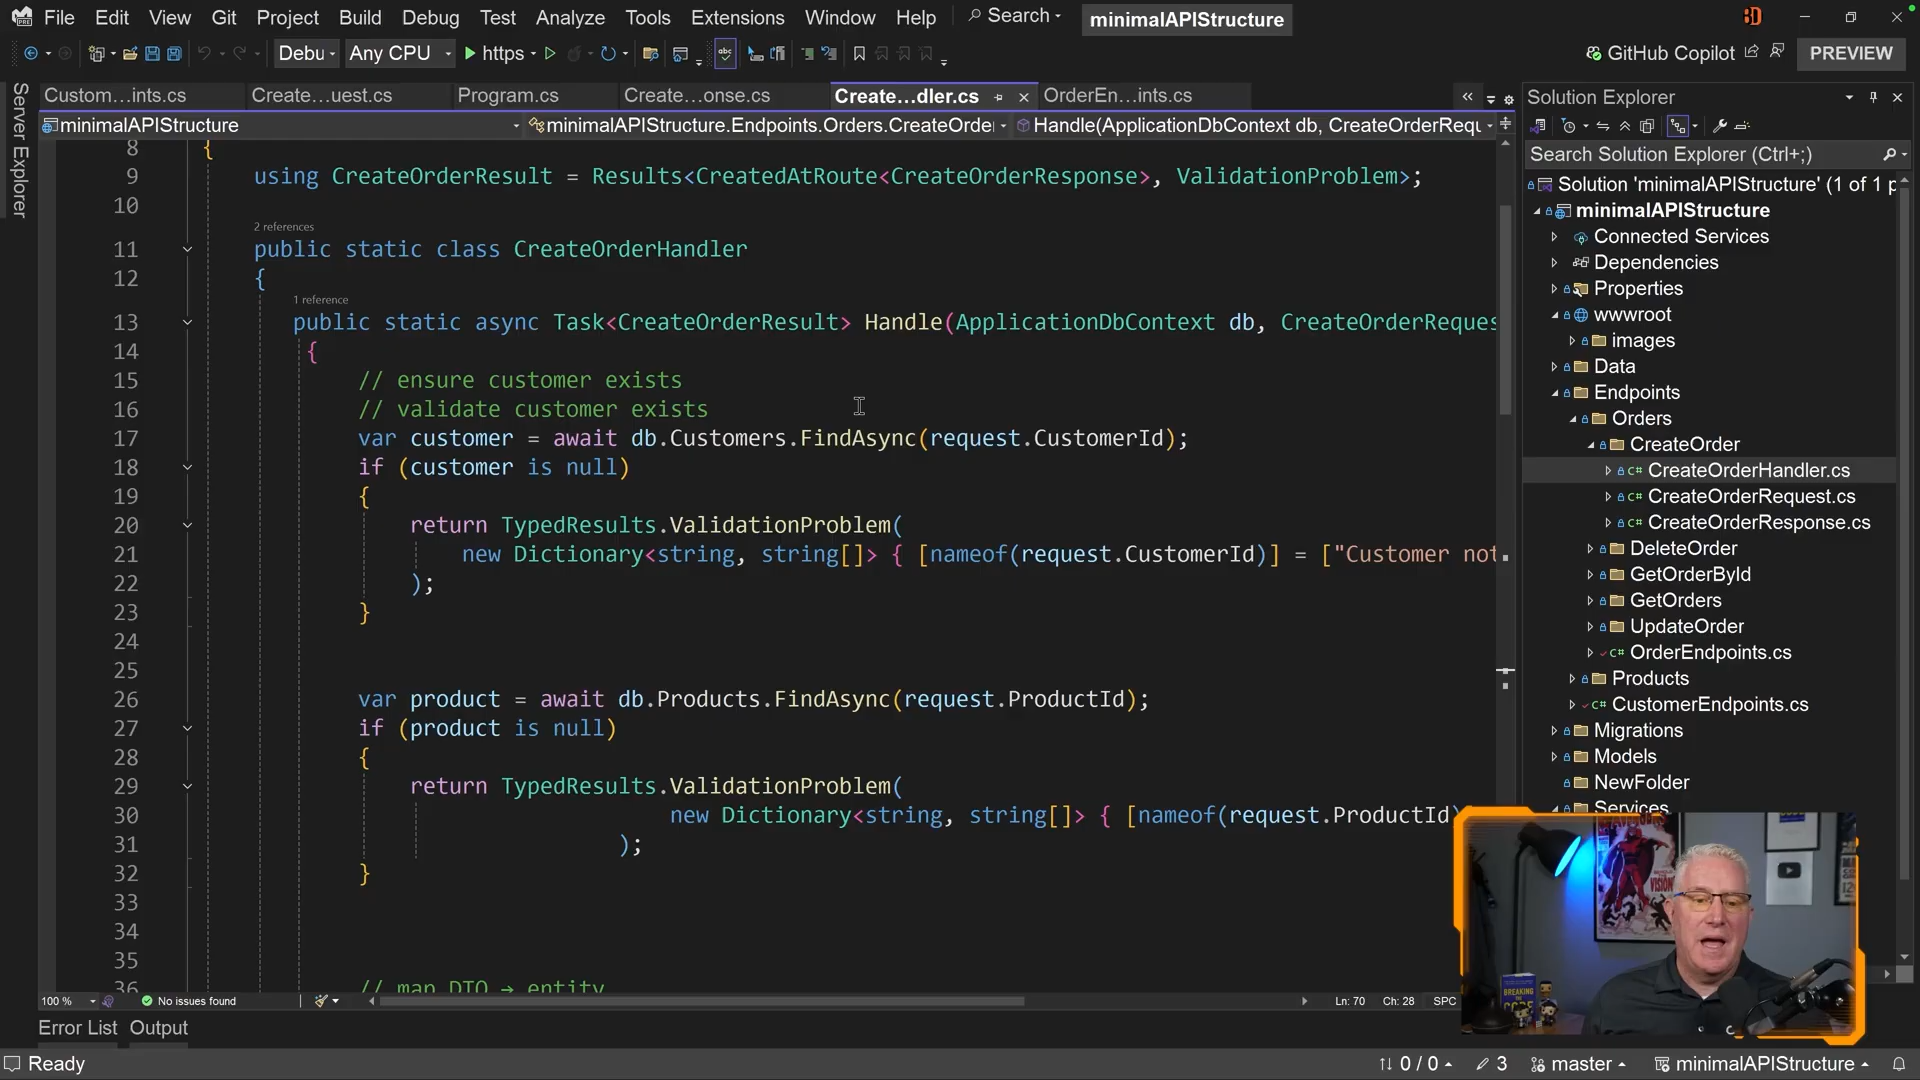 File Edit View Git Project Build Debug Test Analyze Tools Extensions Window Help Search minimalAPIStructure
Debu Any CPU https GitHub Copilot PREVIEW
Server Explorer
Custom...ints.cs Create...uest.cs Program.cs Create...onse.cs Create...dler.cs OrderEn...ints.cs
minimalAPIStructure minimalAPIStructure.Endpoints.Orders.CreateOrde Handle(ApplicationDbContext db, CreateOrderRequ
8 {
9 using CreateOrderResult = Results<CreatedAtRoute<CreateOrderResponse>, ValidationProblem>;
10
2 references
11 public static class CreateOrderHandler
12 {
1 reference
13 public static async Task<CreateOrderResult> Handle(ApplicationDbContext db, CreateOrderReques
14 {
15 // ensure customer exists
16 // validate customer exists
17 var customer = await db.Customers.FindAsync(request.CustomerId);
18 if (customer is null)
19 {
20 return TypedResults.ValidationProblem(
21 new Dictionary<string, string[]> { [nameof(request.CustomerId)] = ["Customer not
22 );
23 }
24
25
26 var product = await db.Products.FindAsync(request.ProductId);
27 if (product is null)
28 {
29 return TypedResults.ValidationProblem(
30 new Dictionary<string, string[]> { [nameof(request.ProductId)
31 );
32 }
33
34
35
36 // map DTO → entity
100 % No issues found Ln: 70 Ch: 28 SPC
Error List Output
Ready 0 / 0 3 master minimalAPIStructure
Solution Explorer
Search Solution Explorer (Ctrl+;)
Solution 'minimalAPIStructure' (1 of 1 p
minimalAPIStructure
Connected Services
Dependencies
Properties
wwwroot
images
Data
Endpoints
Orders
CreateOrder
CreateOrderHandler.cs
CreateOrderRequest.cs
CreateOrderResponse.cs
DeleteOrder
GetOrderById
GetOrders
UpdateOrder
OrderEndpoints.cs
Products
CustomerEndpoints.cs
Migrations
Models
NewFolder
Services
VISION
BREAKING
CODE